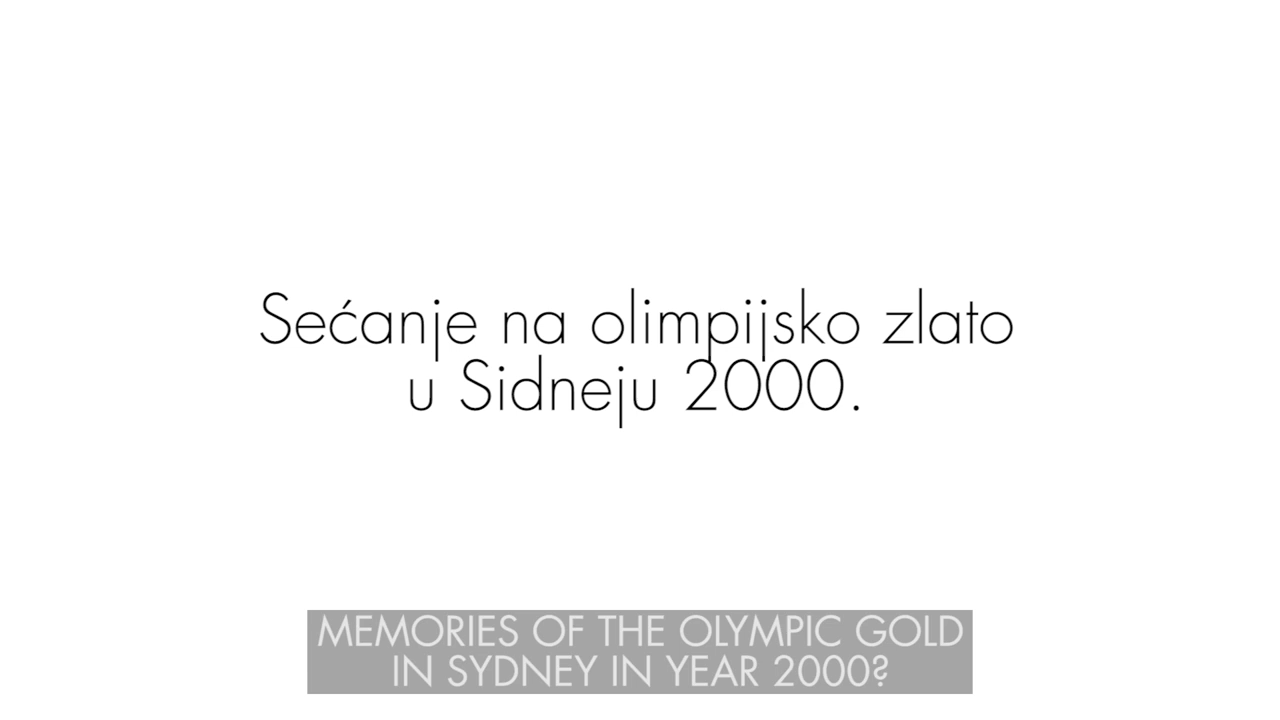 Sećanje na olimpijsko zlato
u Sidneju 2000.
MEMORIES OF THE OLYMPIC GOLD
IN SYDNEY IN YEAR 2000?